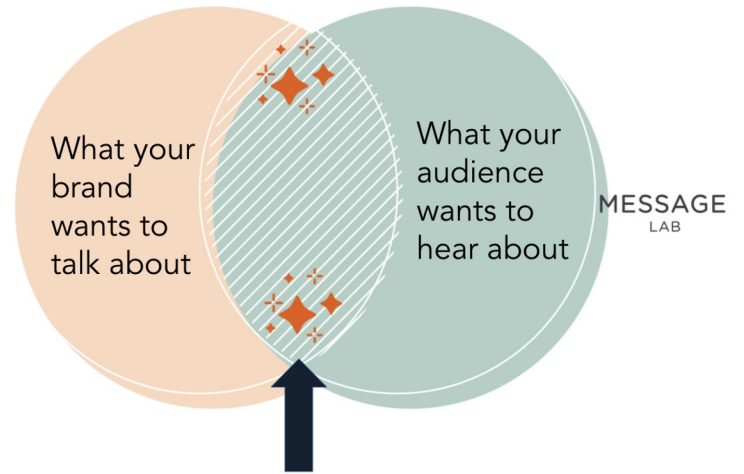 What your
brand
wants to
talk about
What your
audience
wants to
hear about
MESSAGE
LAB